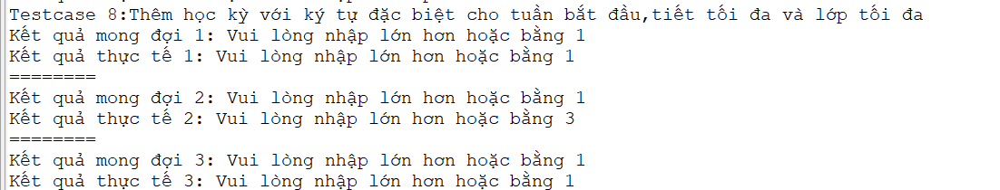 Testcase 8:Thêm học kỳ với ký tự đặc biệt cho tuần bắt đầu,tiết tối đa và lớp tối đa
Kết quả mong đợi 1: Vui lòng nhập lớn hơn hoặc bằng 1
Kết quả thực tế 1: Vui lòng nhập lớn hơn hoặc bằng 1
========
Kết quả mong đợi 2: Vui lòng nhập lớn hơn hoặc bằng 1
Kết quả thực tế 2: Vui lòng nhập lớn hơn hoặc bằng 3
========
Kết quả mong đợi 3: Vui lòng nhập lớn hơn hoặc bằng 1
Kết quả thực tế 3: Vui lòng nhập lớn hơn hoặc bằng 1